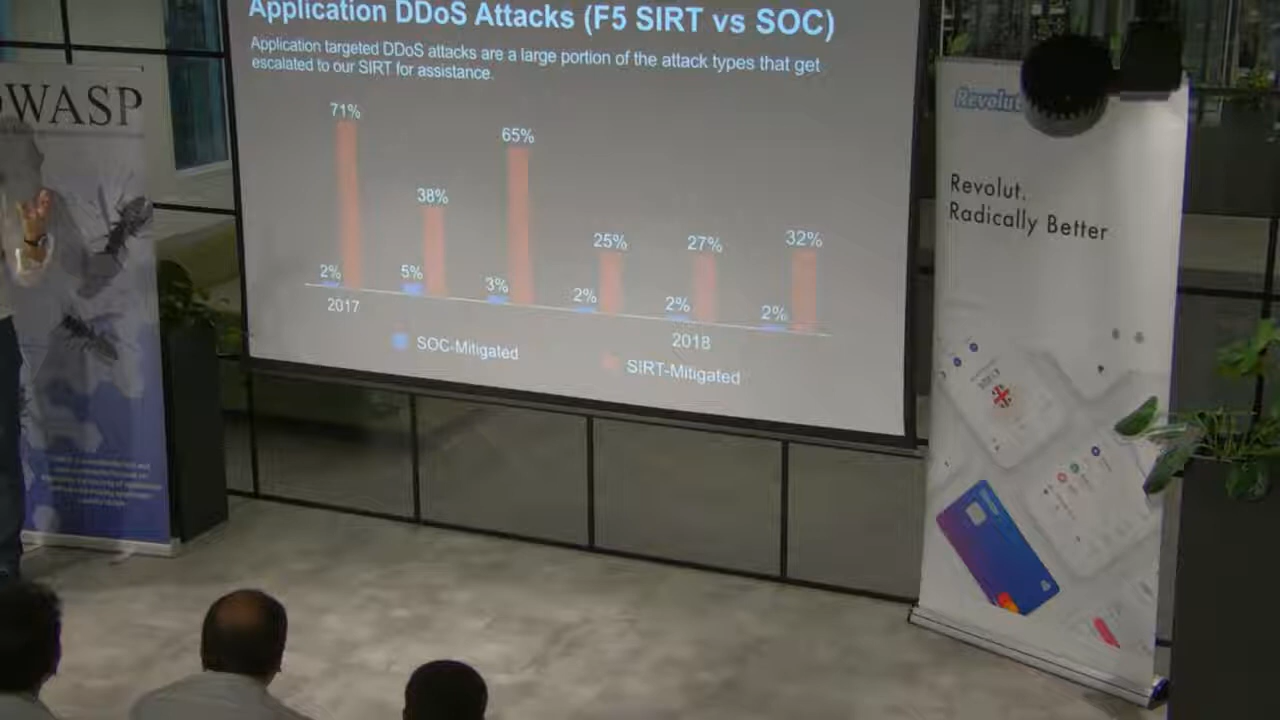 Application DDoS Attacks (F5 SIRT vs SOC)
Application targeted DDoS attacks are a large portion of the attack types that get
escalated to our SIRT for assistance.
71%
38%
65%
25%
27%
32%
2%
5%
3%
2%
2%
2%
2017
2018
SOC-Mitigated
SIRT-Mitigated
OWASP
Revolut
Revolut.
Radically Better